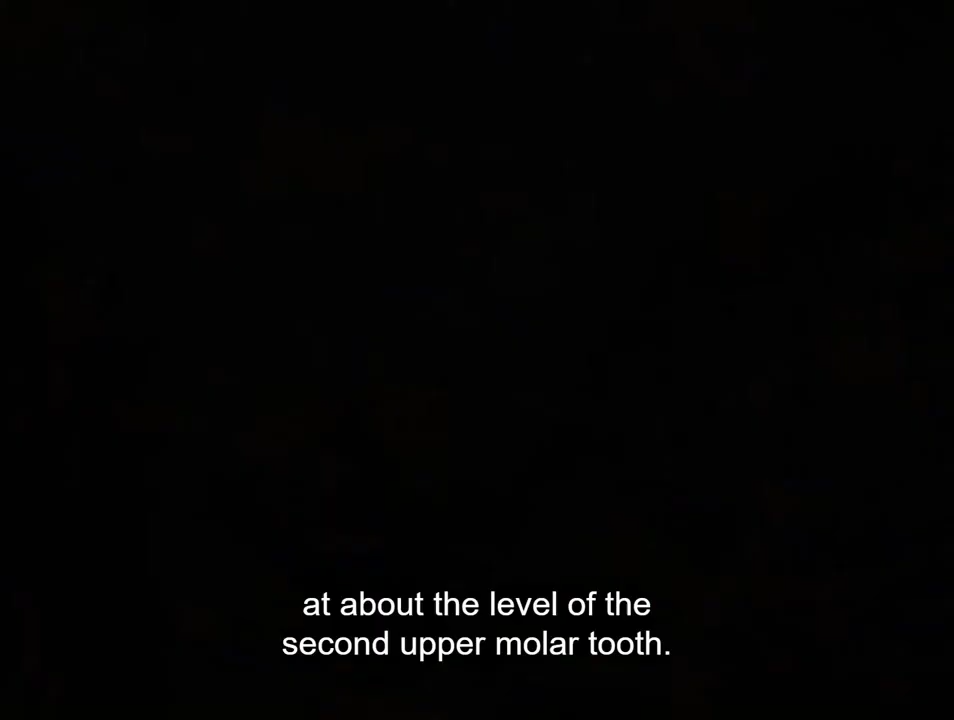 at about the level of the
second upper molar tooth.